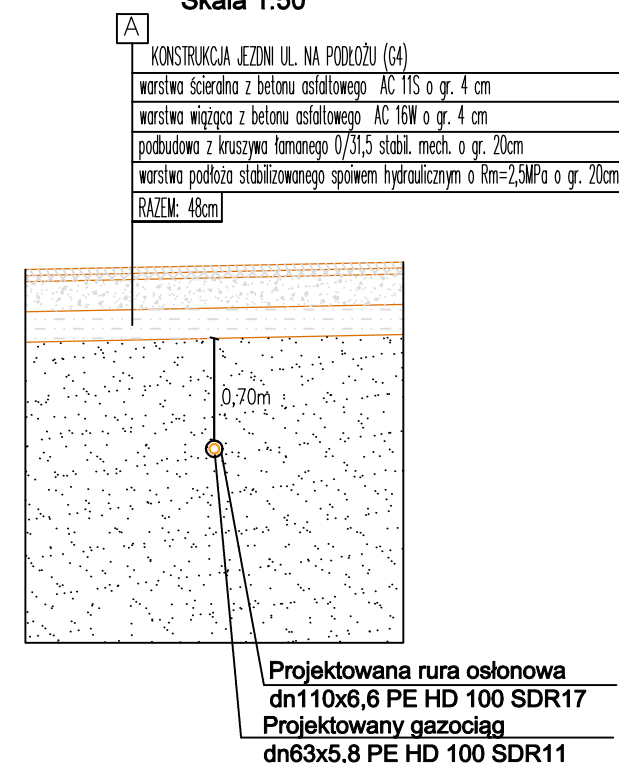 Skala 1:50
A
KONSTRUKCJA JEZDNI UL. NA PODŁOŻU (G4)
warstwa ścieralna z betonu asfaltowego AC 11S o gr. 4 cm
warstwa wiążąca z betonu asfaltowego AC 16W o gr. 4 cm
podbudowa z kruszywa łamanego 0/31,5 stabil. mech. o gr. 20cm
warstwa podłoża stabilizowanego spoiwem hydraulicznym o Rm=2,5MPa o gr. 20cm
RAZEM: 48cm
0,70m
Projektowana rura osłonowa
dn110x6,6 PE HD 100 SDR17
Projektowany gazociąg
dn63x5,8 PE HD 100 SDR11